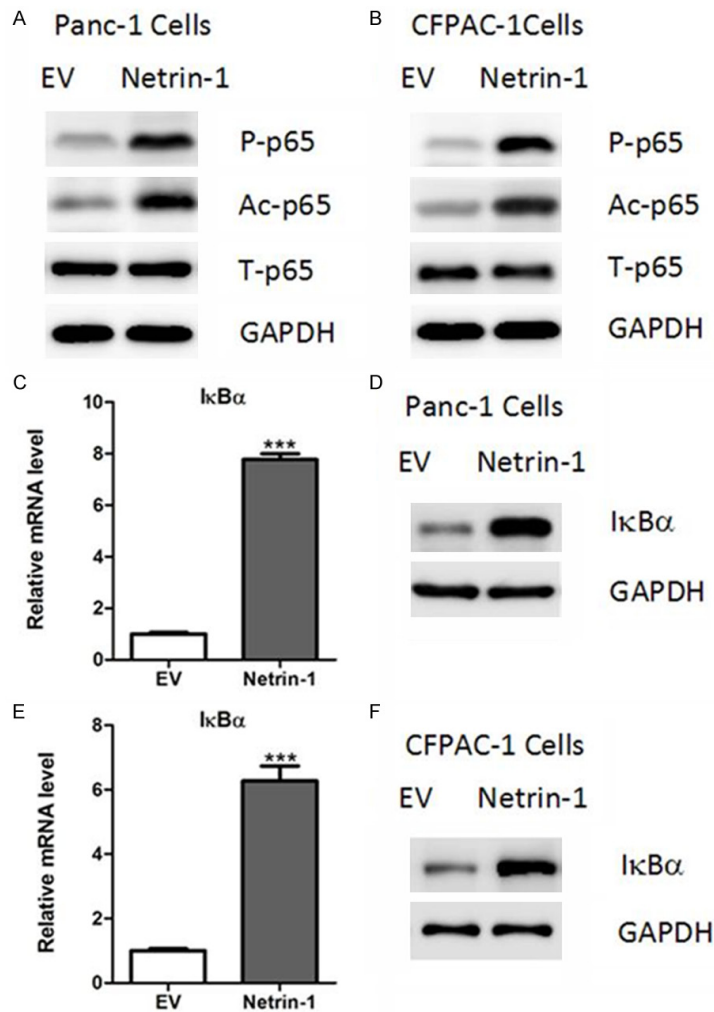 A
Panc-1 Cells
EV Netrin-1
P-p65
Ac-p65
T-p65
GAPDH
B
CFPAC-1Cells
EV Netrin-1
P-p65
Ac-p65
T-p65
GAPDH
C
IκBα
Relative mRNA level
10
8
6
4
2
0
***
EV Netrin-1
D
Panc-1 Cells
EV Netrin-1
IκBα
GAPDH
E
IκBα
Relative mRNA level
8
6
4
2
0
***
EV Netrin-1
F
CFPAC-1 Cells
EV Netrin-1
IκBα
GAPDH